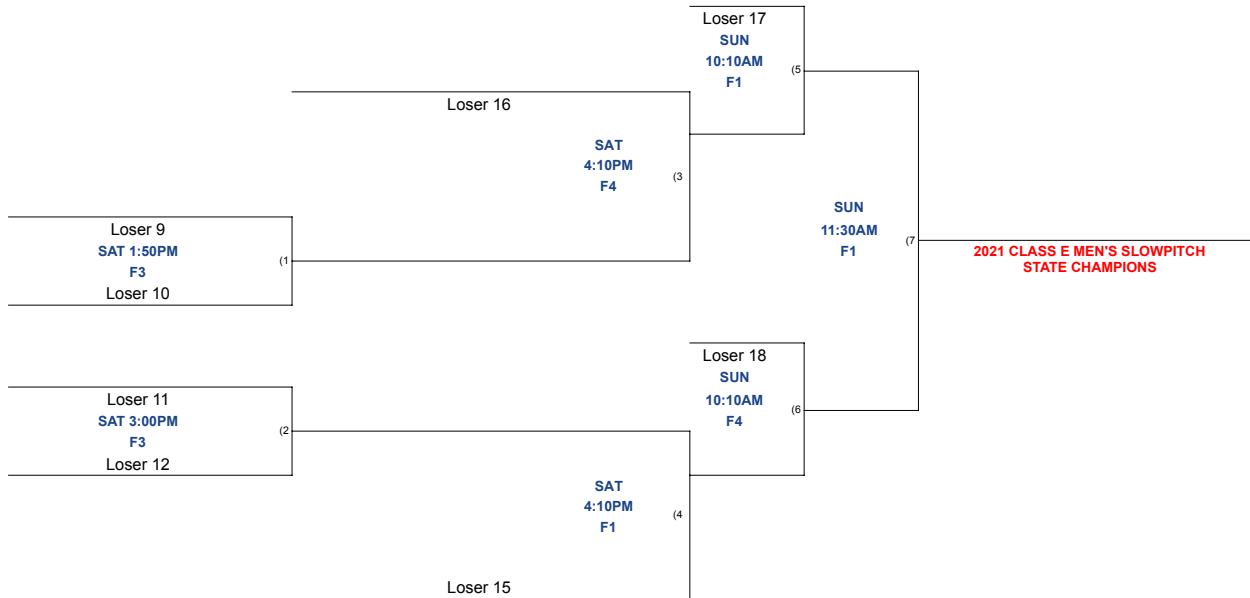 Loser 17
SUN
10:10AM
F1
(5
Loser 16
SAT
4:10PM
F4
(3
SUN
11:30AM
F1
(7
2021 CLASS E MEN'S SLOWPITCH
STATE CHAMPIONS
Loser 9
SAT 1:50PM
F3
(1
Loser 10
Loser 18
SUN
10:10AM
F4
(6
Loser 11
SAT 3:00PM
F3
(2
Loser 12
SAT
4:10PM
F1
(4
Loser 15